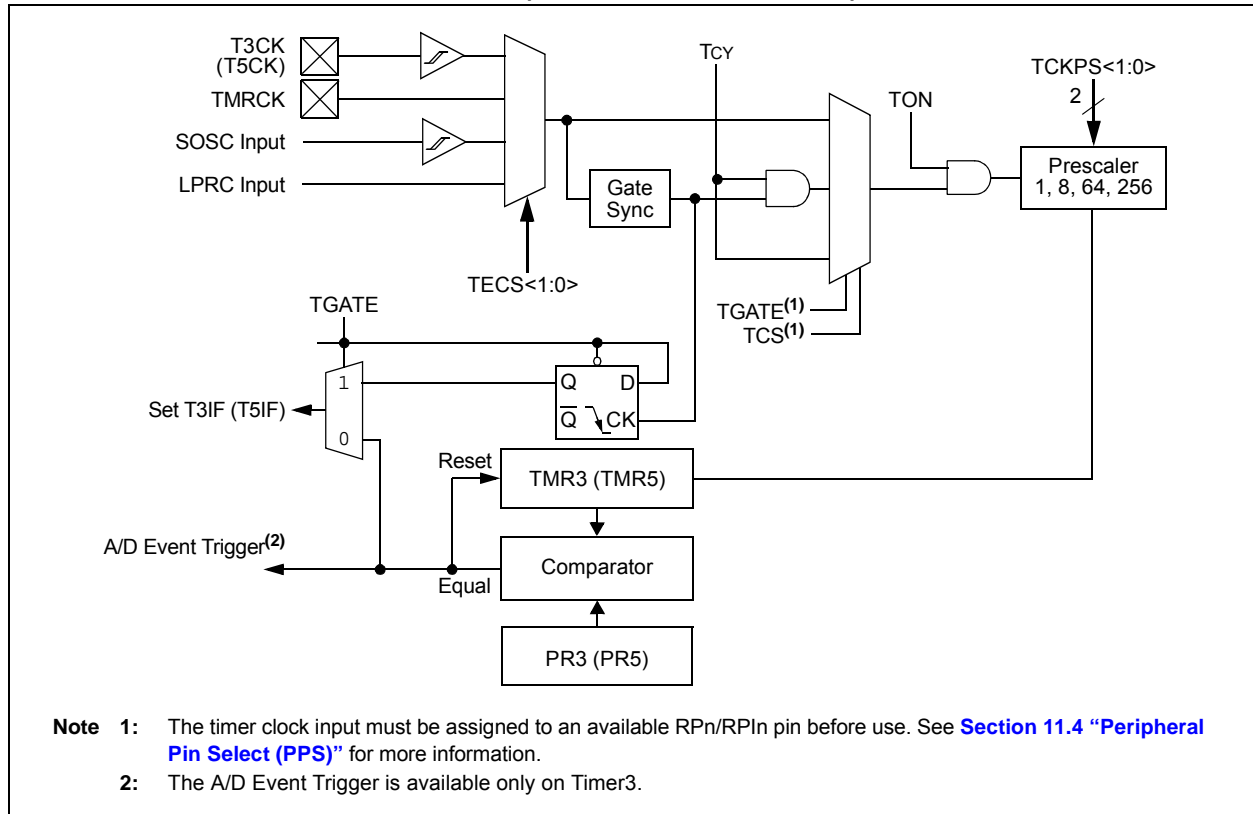 T3CK
(T5CK)
TMRCK
SOSC Input
LPRC Input
TECS<1:0>
Gate
Sync
TCY
TGATE(1)
TCS(1)
TON
TCKPS<1:0>
2
Prescaler
1, 8, 64, 256
TGATE
1
0
Set T3IF (T5IF)
Q D
Q CK
Reset
TMR3 (TMR5)
A/D Event Trigger(2)
Equal
Comparator
PR3 (PR5)
Note 1: The timer clock input must be assigned to an available RPn/RPIn pin before use. See Section 11.4 “Peripheral
Pin Select (PPS)” for more information.
2: The A/D Event Trigger is available only on Timer3.